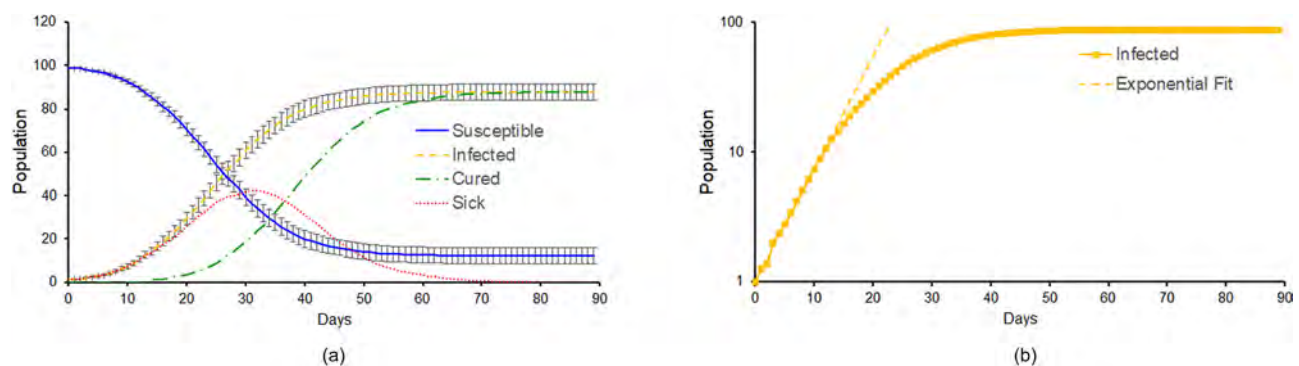 120
100
80
60
40
20
0
Population
0 10 20 30 40 50 60 70 80 90
Days
Susceptible
Infected
Cured
Sick
(a)
100
10
1
Population
0 10 20 30 40 50 60 70 80 90
Days
Infected
Exponential Fit
(b)